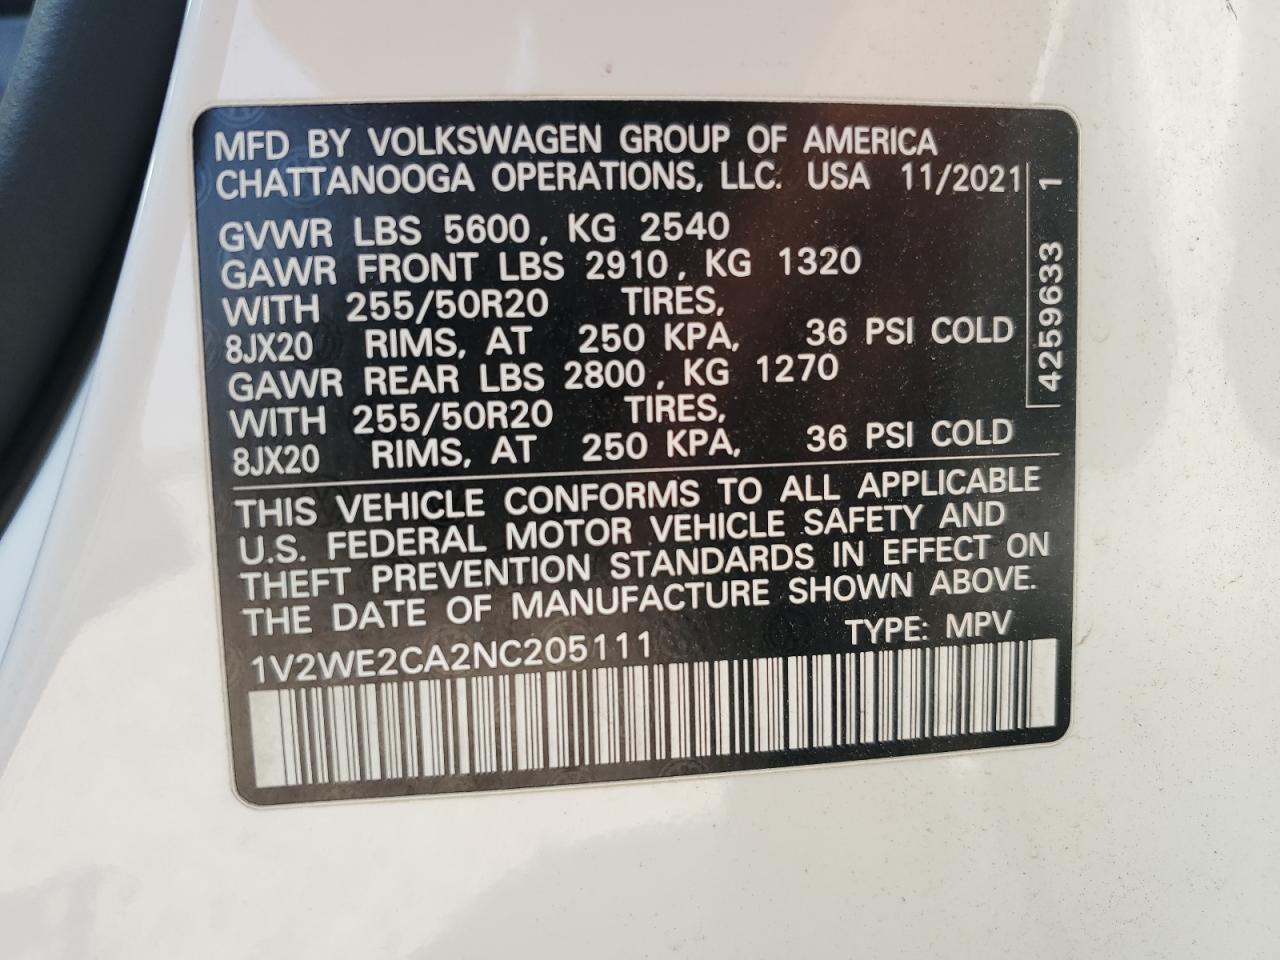 MFD BY VOLKSWAGEN GROUP OF AMERICA
CHATTANOOGA OPERATIONS, LLC. USA 11/2021
GVWR LBS 5600, KG 2540
GAWR FRONT LBS 2910, KG 1320
WITH 255/50R20 TIRES,
8JX20 RIMS, AT 250 KPA, 36 PSI COLD
GAWR REAR LBS 2800, KG 1270
WITH 255/50R20 TIRES,
8JX20 RIMS, AT 250 KPA, 36 PSI COLD
4259633 1
THIS VEHICLE CONFORMS TO ALL APPLICABLE
U.S. FEDERAL MOTOR VEHICLE SAFETY AND
THEFT PREVENTION STANDARDS IN EFFECT ON
THE DATE OF MANUFACTURE SHOWN ABOVE.
1V2WE2CA2NC205111 TYPE: MPV